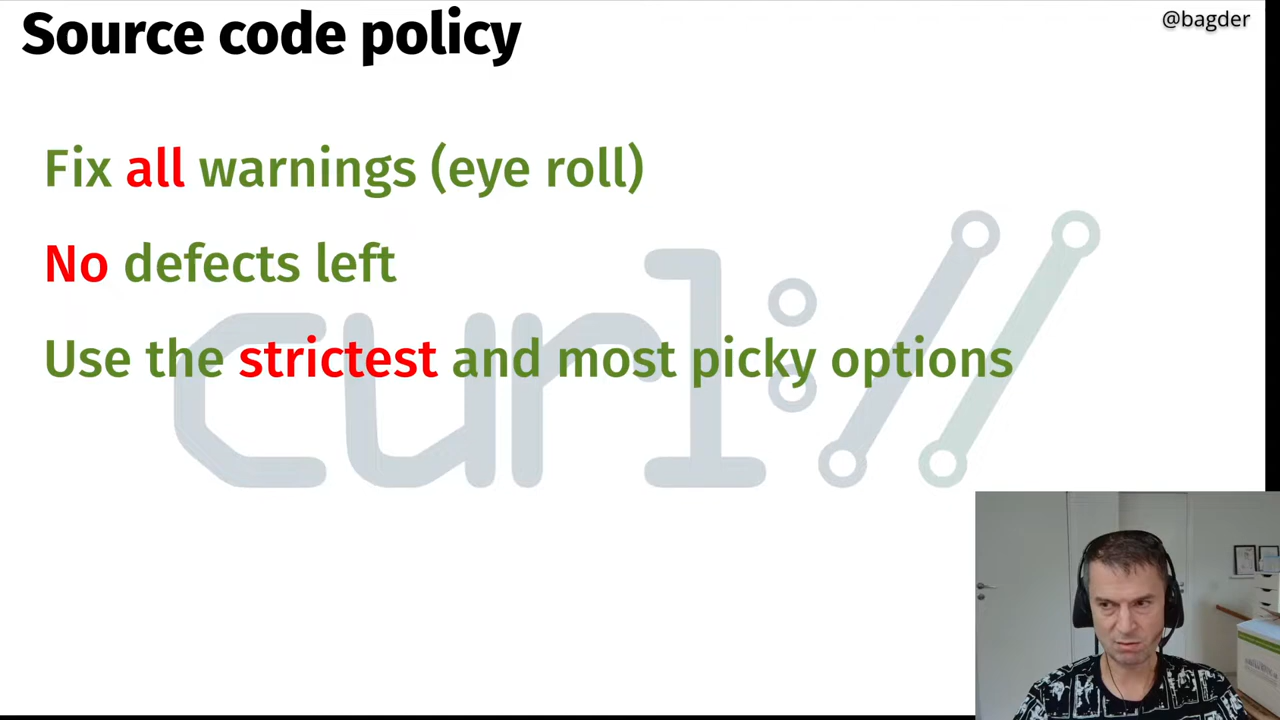 Source code policy
@bagder
Fix all warnings (eye roll)
No defects left
Use the strictest and most picky options
curl://